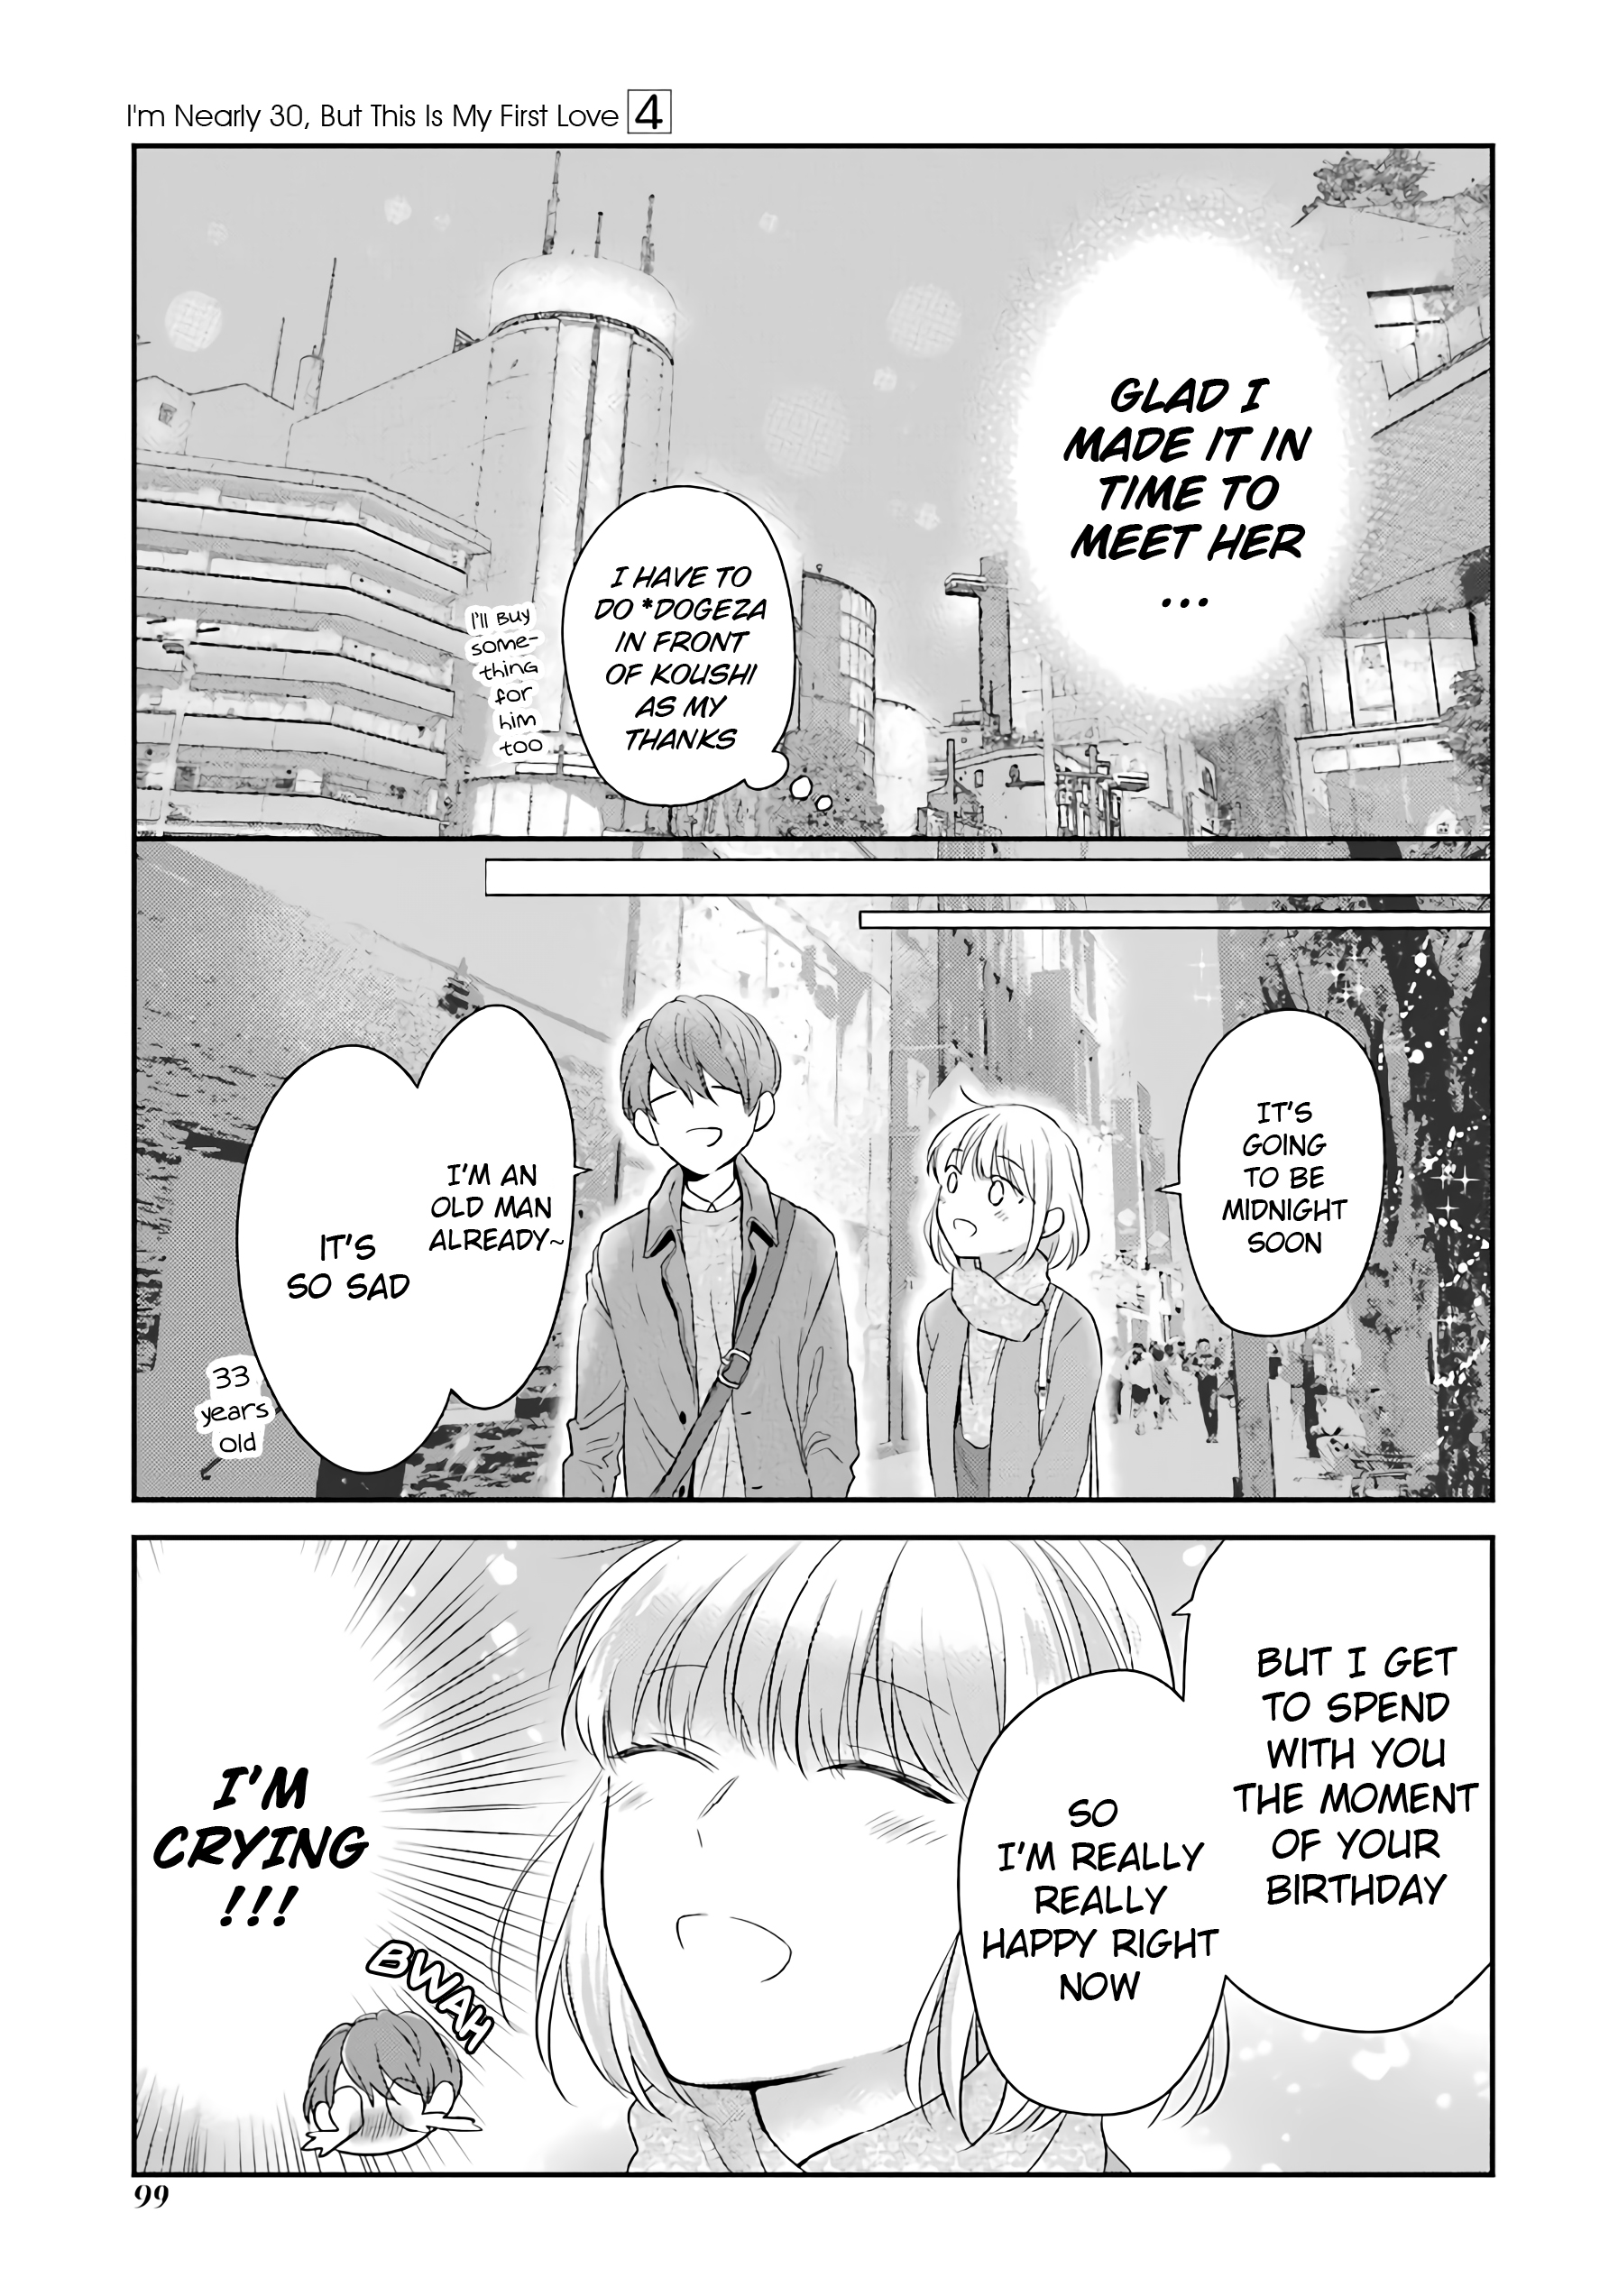 I'm Nearly 30, But This Is My First Love 4
GLAD I
MADE IT IN
TIME TO
MEET HER
...
I HAVE TO
DO *DOGEZA
IN FRONT
OF KOUSHI
AS MY
THANKS
I'll BUY
some-
thing
for
him
too
IT'S
GOING
TO BE
MIDNIGHT
SOON
I'M AN
OLD MAN
ALREADY~
IT'S
SO SAD
33
years
old
BUT I GET
TO SPEND
WITH YOU
THE MOMENT
OF YOUR
BIRTHDAY
SO
I'M REALLY
REALLY
HAPPY RIGHT
NOW
I'M
CRYING
!!!
BWAH
99